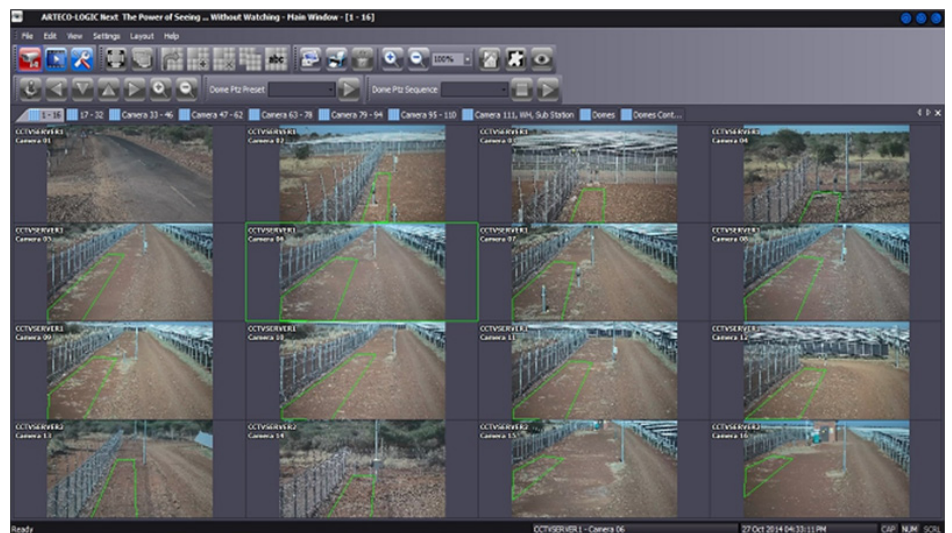 ARTECO-LOGIC Next The Power of Seeing ... Without Watching - Main Window - [1 - 16]
File Edit View Settings Layout Help
abc 100%
Dome Ptz Preset Dome Ptz Sequence
1 - 16 17 - 32 Camera 33 - 46 Camera 47 - 62 Camera 63 - 78 Camera 79 - 94 Camera 95 - 110 Camera 111, WH, Sub Station Domes Domes Cont...
CCTVSERVER1 CCTVSERVER1 CCTVSERVER1 CCTVSERVER1
Camera 01 Camera 02 Camera 03 Camera 04
CCTVSERVER1 CCTVSERVER1 CCTVSERVER1 CCTVSERVER1
Camera 05 Camera 06 Camera 07 Camera 08
CCTVSERVER1 CCTVSERVER1 CCTVSERVER1 CCTVSERVER1
Camera 09 Camera 10 Camera 11 Camera 12
CCTVSERVER2 CCTVSERVER2 CCTVSERVER2 CCTVSERVER2
Camera 13 Camera 14 Camera 15 Camera 16
Ready CCTVSERVER1 - Camera 06 27 Oct 2014 04:33:11 PM CAP NUM SCRL